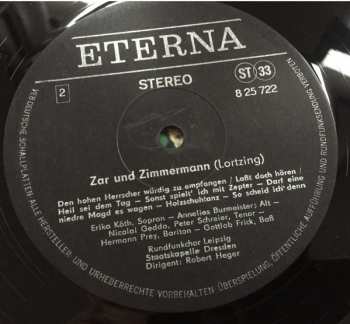 ETERNA
STEREO
ST 33
2
8 25 722
Zar und Zimmermann (Lortzing)
Den hohen Herrscher würdig zu empfangen / Laßt doch hören /
Heil sei dem Tag - Sonst spielt' ich mit Zepter - Darf eine
niedre Magd es wagen - Holzschuhtanz - So scheid ich denn
Erika Köth, Sopran - Annelies Burmeister, Alt -
Nicolai Gedda, Peter Schreier, Tenor -
Hermann Prey, Bariton - Gottlob Frick, Baß
Rundfunkchor Leipzig
Staatskapelle Dresden
Dirigent: Robert Heger
VEB DEUTSCHE SCHALLPLATTEN ALLE HERSTELLER- UND URHEBERRECHTE VORBEHALTEN ÜBERSPIELUNG, ÖFFENTLICHE AUFFÜHRUNG UND RUNDFUNKSENDUNG VERBOTEN